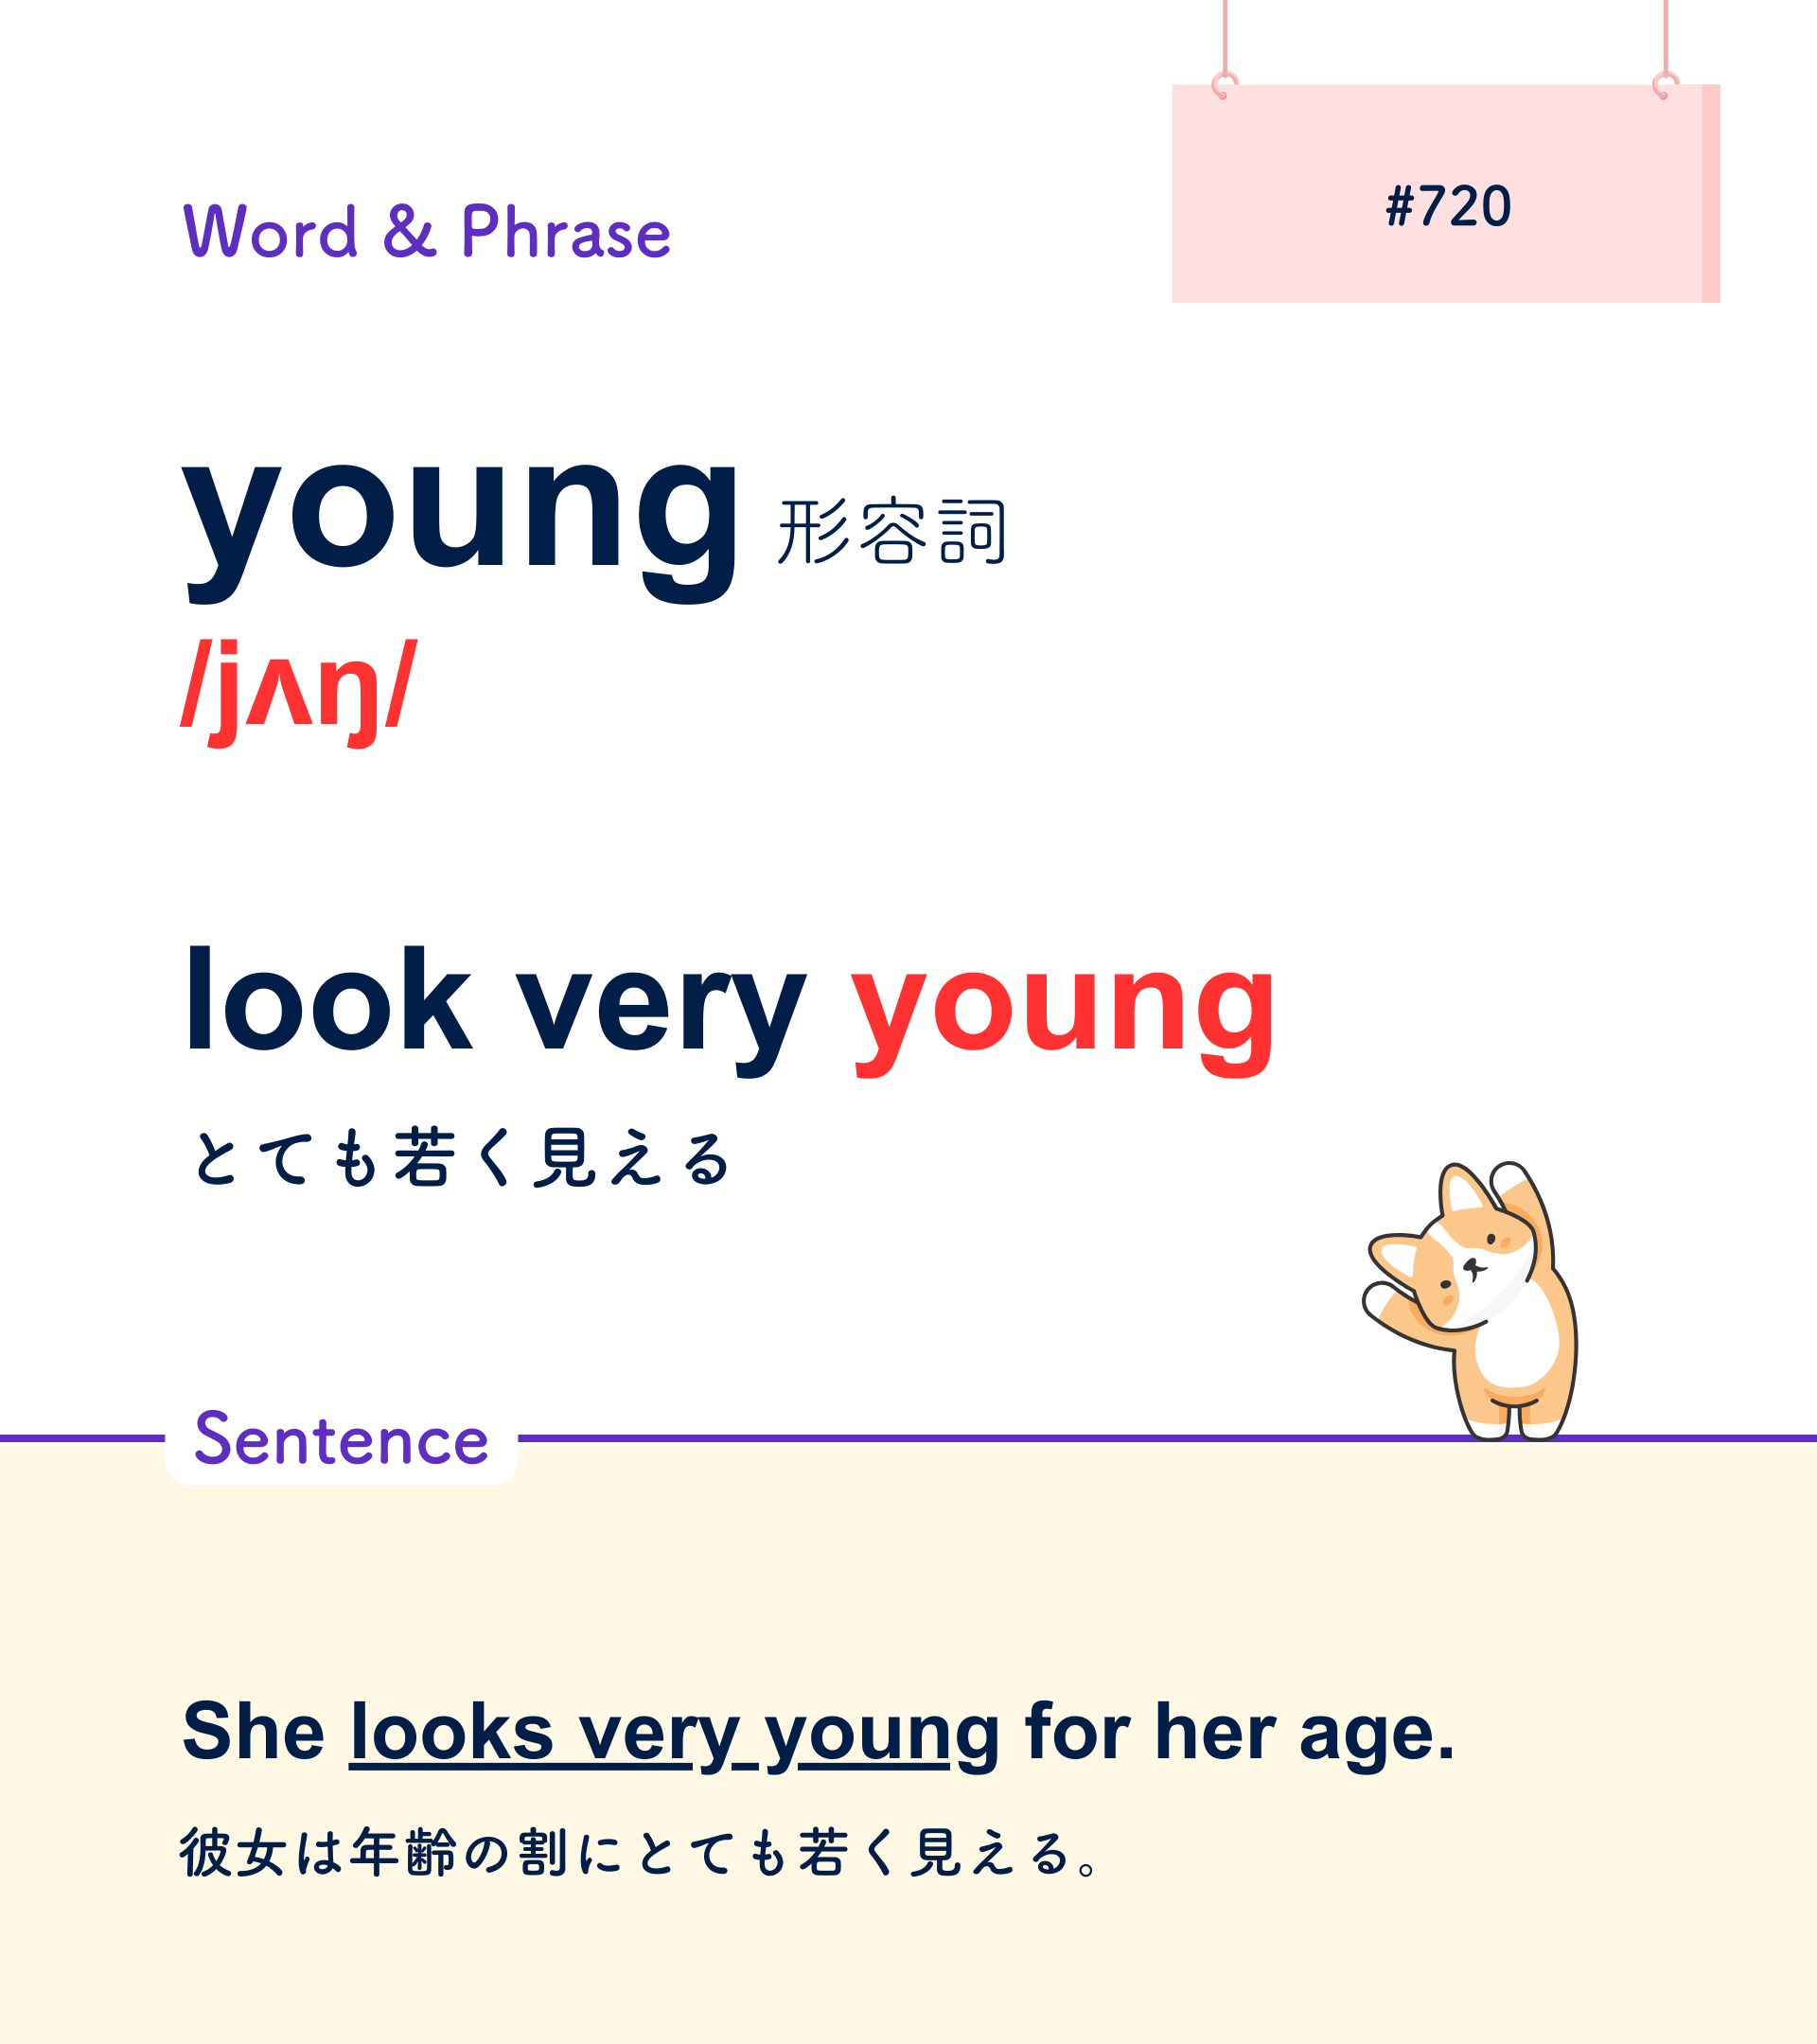 #720
Word & Phrase
young 形容詞
/jʌŋ/
look very young
とても若く見える
Sentence
She looks very young for her age.
彼女は年齢の割にとても若く見える。